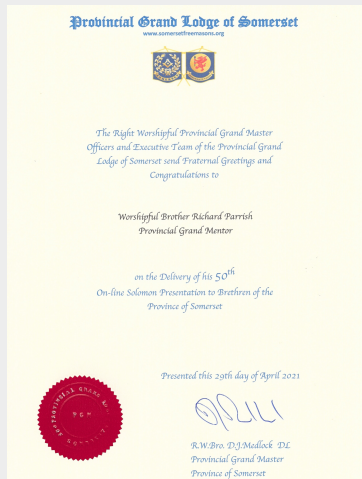 Provincial Grand Lodge of Somerset
www.somersetfreemasons.org
The Right Worshipful Provincial Grand Master
Officers and Executive Team of the Provincial Grand
Lodge of Somerset send Fraternal Greetings and
Congratulations to
Worshipful Brother Richard Parrish
Provincial Grand Mentor
on the Delivery of his 50th
On-line Solomon Presentation to Brethren of the
Province of Somerset
Presented this 29th day of April 2021
R.W.Bro. D.J.Medlock DL
Provincial Grand Master
Province of Somerset